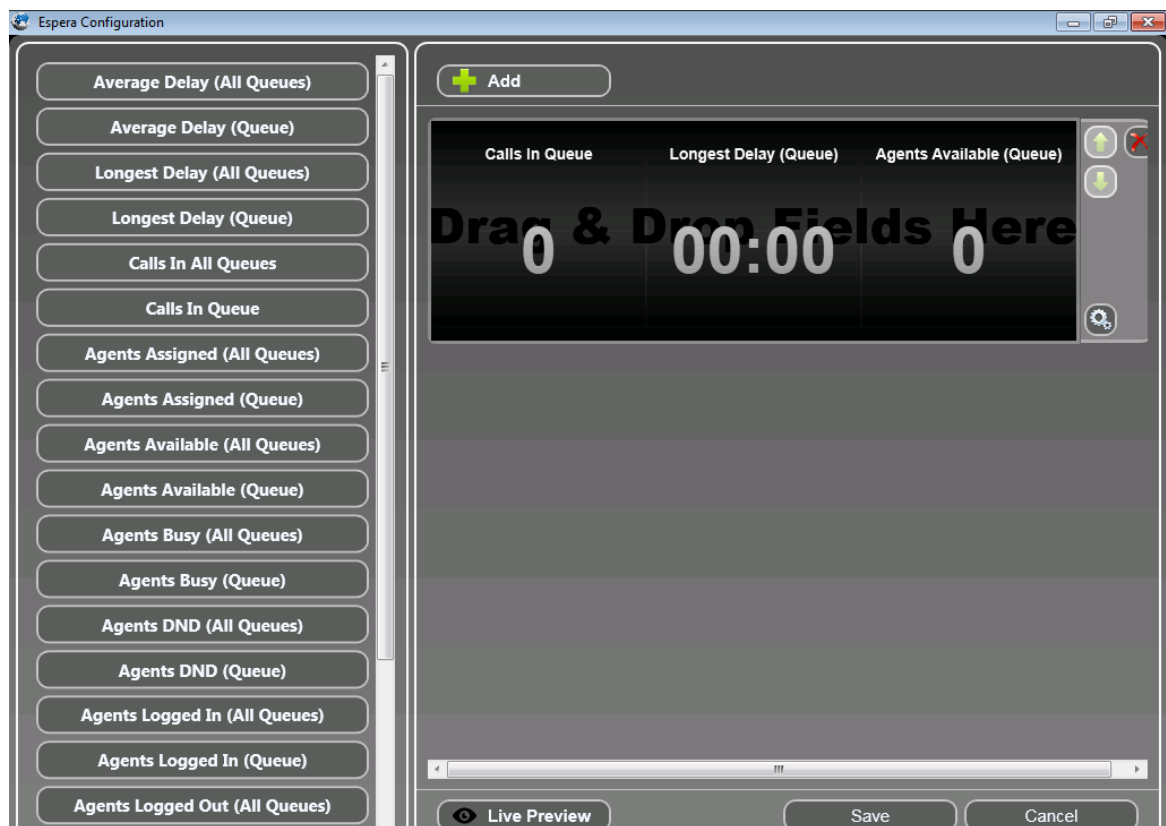 Espera Configuration
Average Delay (All Queues)
Average Delay (Queue)
Longest Delay (All Queues)
Longest Delay (Queue)
Calls In All Queues
Calls In Queue
Agents Assigned (All Queues)
Agents Assigned (Queue)
Agents Available (All Queues)
Agents Available (Queue)
Agents Busy (All Queues)
Agents Busy (Queue)
Agents DND (All Queues)
Agents DND (Queue)
Agents Logged In (All Queues)
Agents Logged In (Queue)
Agents Logged Out (All Queues)
Add
Calls In Queue Longest Delay (Queue) Agents Available (Queue)
Drag & Drop Fields Here
0 00:00 0
Live Preview Save Cancel